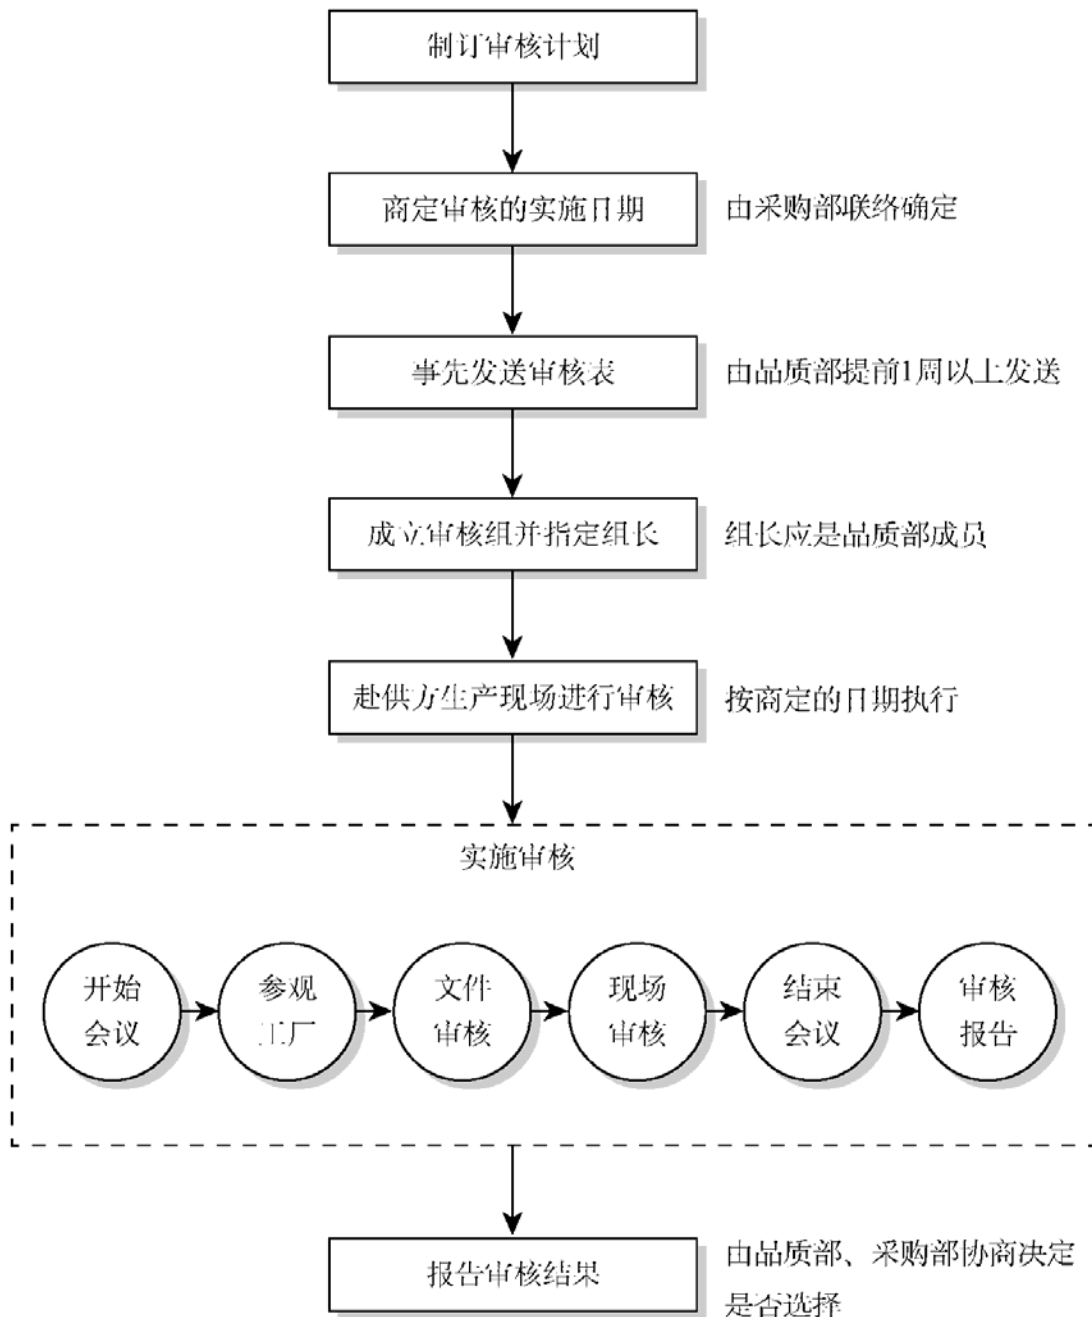 制订审核计划
商定审核的实施日期
由采购部联络确定
事先发送审核表
由品质部提前1周以上发送
成立审核组并指定组长
组长应是品质部成员
赴供方生产现场进行审核
按商定的日期执行
实施审核
开始
会议
参观
工厂
文件
审核
现场
审核
结束
会议
审核
报告
报告审核结果
由品质部、采购部协商决定
是否选择